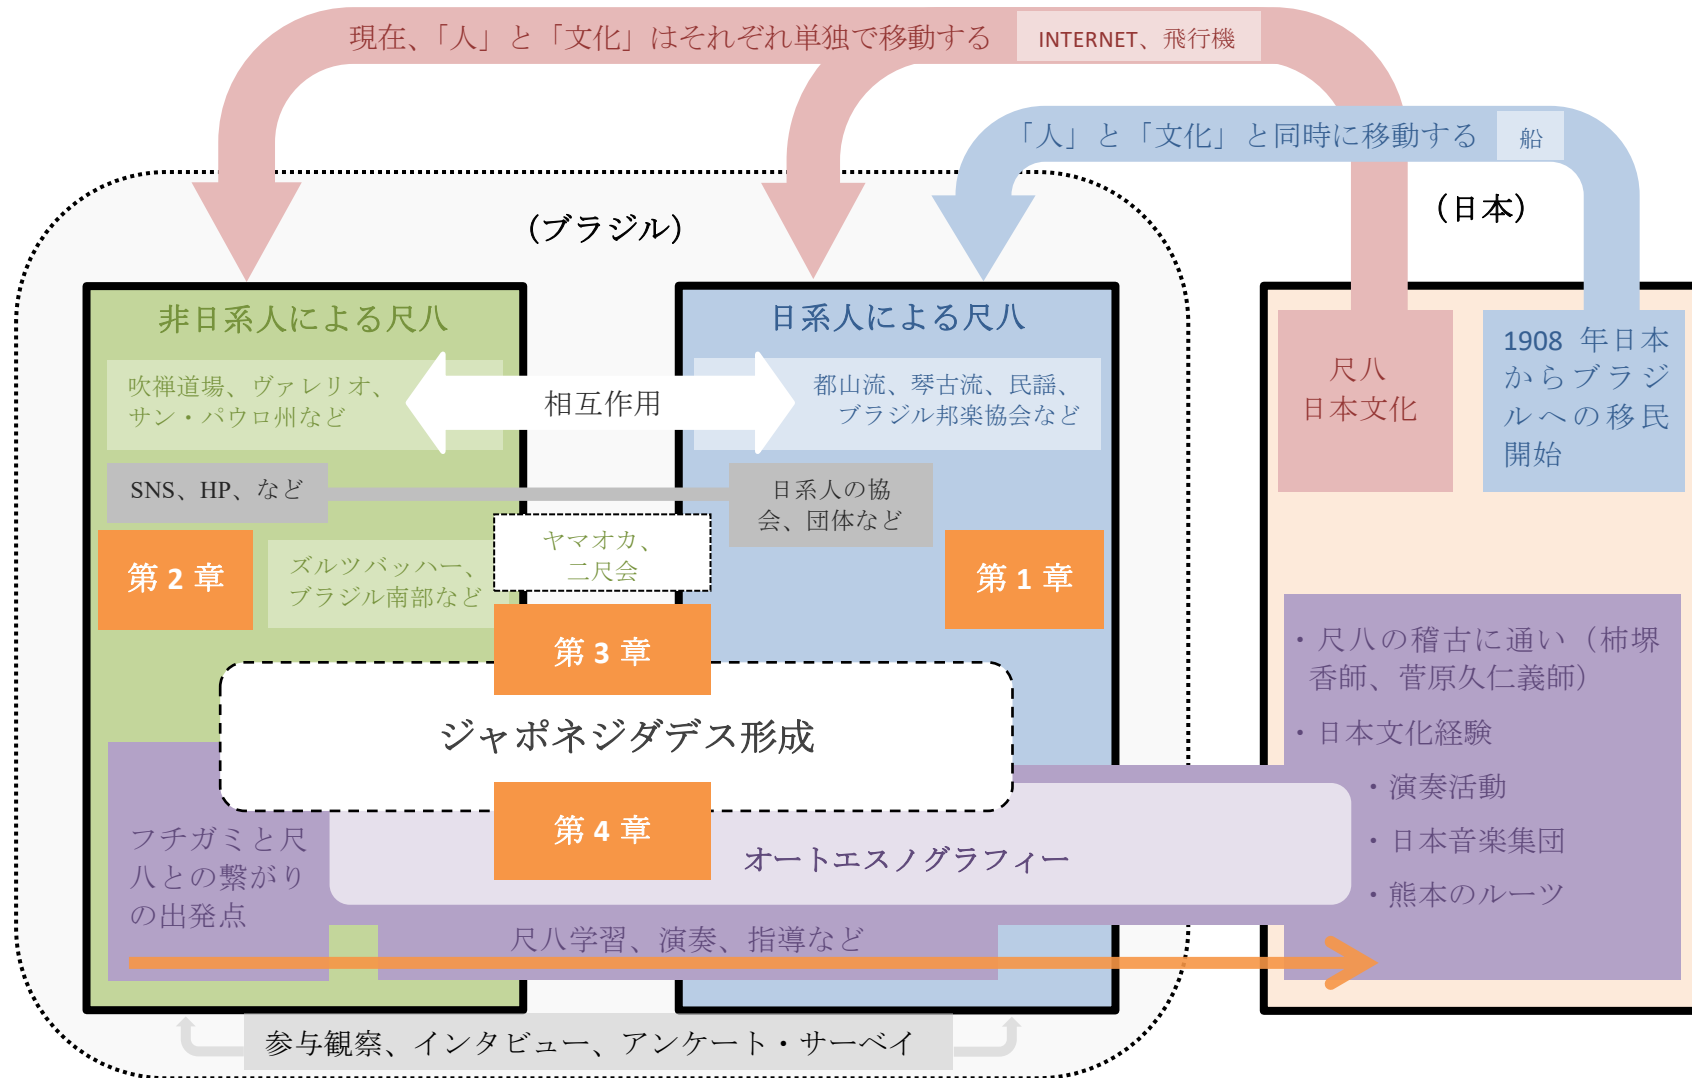 現在、「人」と「文化」はそれぞれ単独で移動する
INTERNET、飛行機
「人」と「文化」と同時に移動する
船
（ブラジル）
（日本）
非日系人による尺八
吹禅道場、ヴァレリオ、
サン・パウロ州など
相互作用
日系人による尺八
都山流、琴古流、民謡、
ブラジル邦楽協会など
尺八
日本文化
1908 年日本
からブラジ
ルへの移民
開始
SNS、HP、など
日系人の協
会、団体など
第 2 章
ズルツバッハー、
ブラジル南部など
ヤマオカ、
二尺会
第 1 章
第 3 章
ジャポネジダデス形成
第 4 章
フチガミと尺
八との繋がり
の出発点
オートエスノグラフィー
尺八学習、演奏、指導など
・尺八の稽古に通い（柿堺
香師、菅原久仁義師）
・日本文化経験
・演奏活動
・日本音楽集団
・熊本のルーツ
参与観察、インタビュー、アンケート・サーベイ